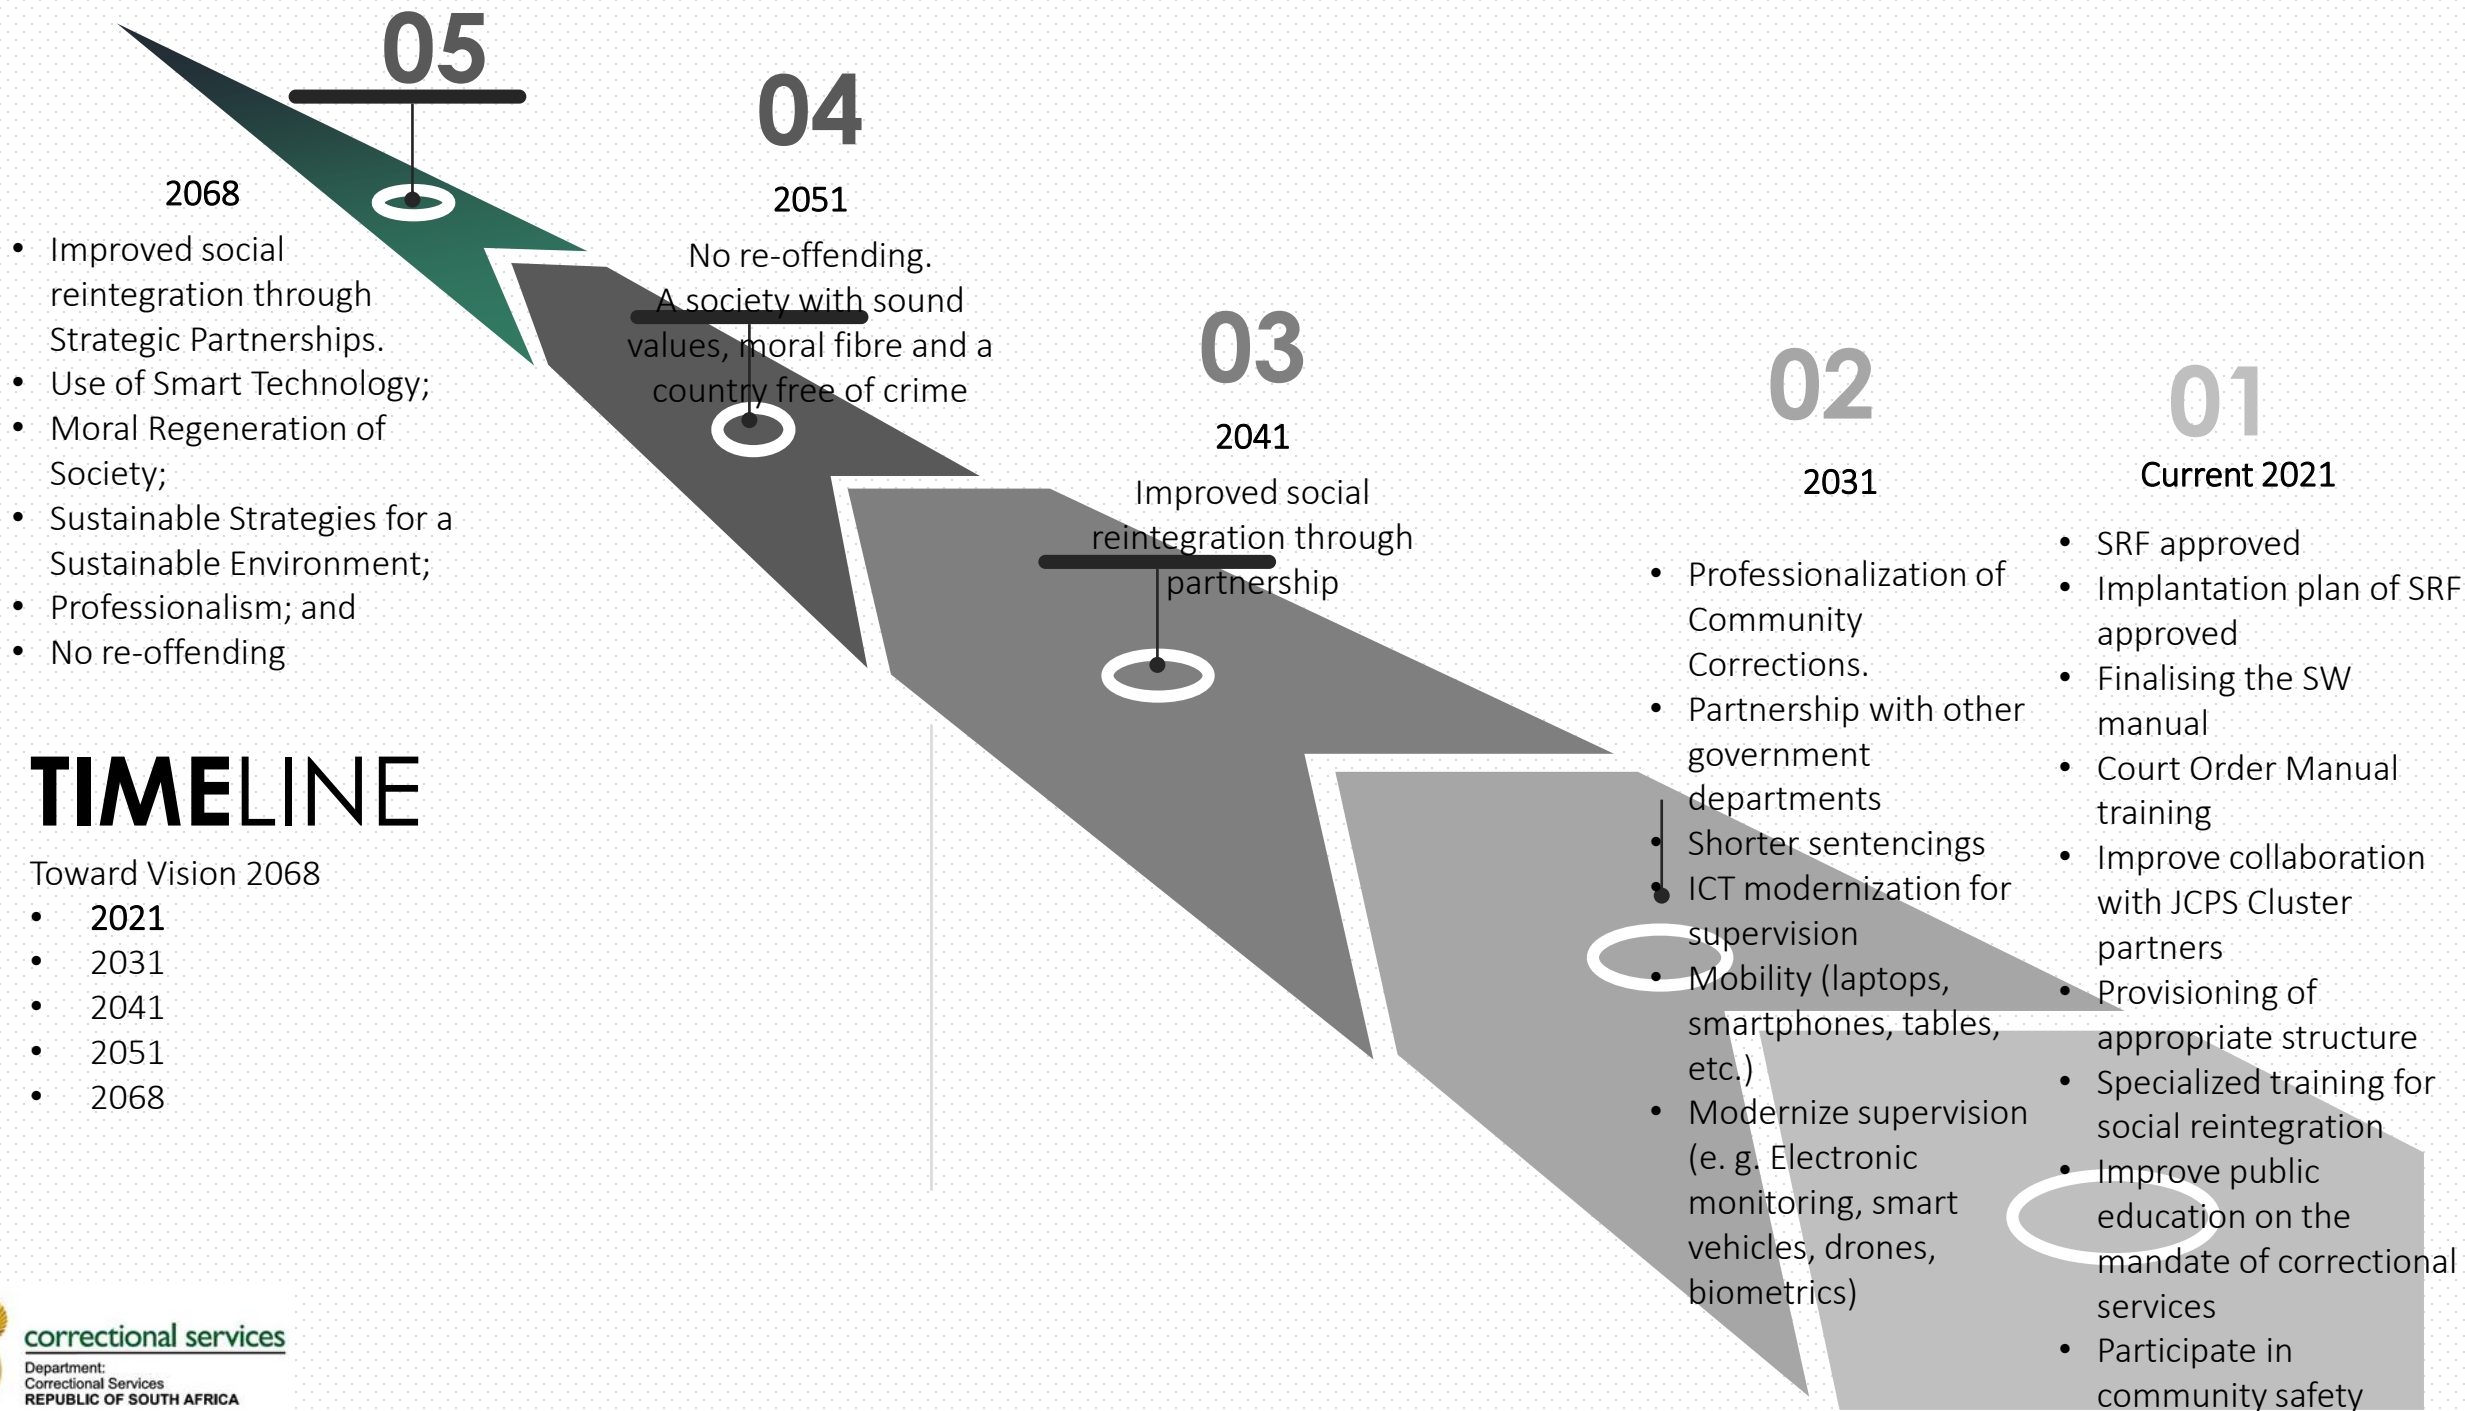 05
2068
• Improved social
reintegration through
Strategic Partnerships.
• Use of Smart Technology;
• Moral Regeneration of
Society;
• Sustainable Strategies for a
Sustainable Environment;
• Professionalism; and
• No re-offending
04
2051
No re-offending.
A society with sound
values, moral fibre and a
country free of crime
03
2041
Improved social
reintegration through
partnership
02
2031
• Professionalization of
Community
Corrections.
• Partnership with other
government
departments
• Shorter sentencings
• ICT modernization for
supervision
• Mobility (laptops,
smartphones, tables,
etc.)
• Modernize supervision
(e. g. Electronic
monitoring, smart
vehicles, drones,
biometrics)
01
Current 2021
• SRF approved
• Implantation plan of SRF
approved
• Finalising the SW
manual
• Court Order Manual
training
• Improve collaboration
with JCPS Cluster
partners
• Provisioning of
appropriate structure
• Specialized training for
social reintegration
• Improve public
education on the
mandate of correctional
services
• Participate in
community safety
TIMELINE
Toward Vision 2068
• 2021
• 2031
• 2041
• 2051
• 2068
correctional services
Department:
Correctional Services
REPUBLIC OF SOUTH AFRICA